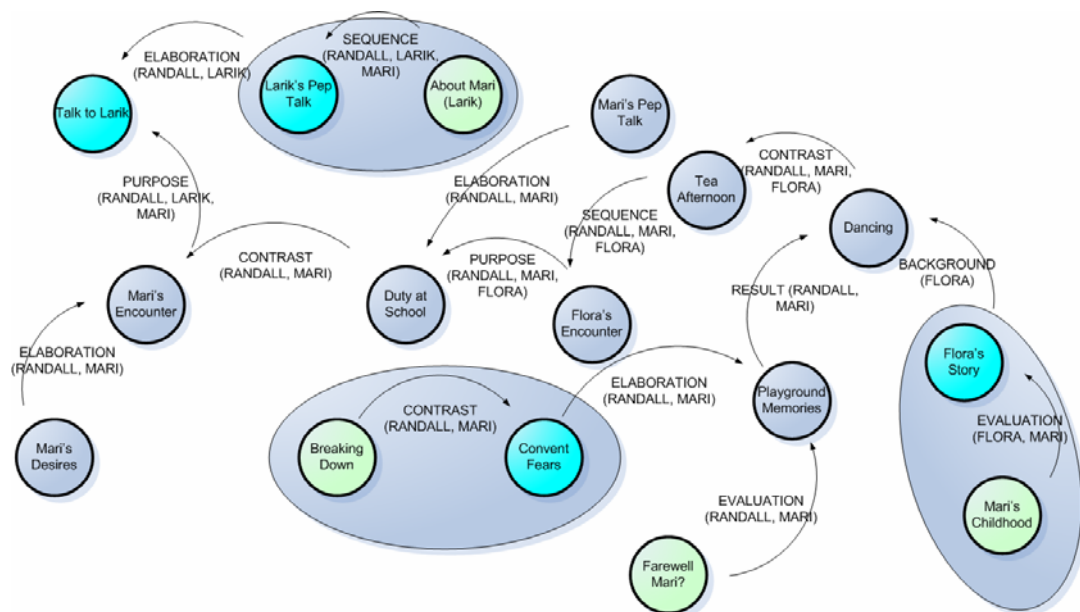 ELABORATION
(RANDALL, LARIK)
SEQUENCE
(RANDALL, LARIK,
MARI)
Talk to Larik
Larik's Pep
Talk
About Mari
(Larik)
Mari's Pep
Talk
CONTRAST
(RANDALL, MARI,
FLORA)
PURPOSE
(RANDALL, LARIK,
MARI)
ELABORATION
(RANDALL, MARI)
Tea
Afternoon
SEQUENCE
(RANDALL, MARI,
FLORA)
Dancing
CONTRAST
(RANDALL, MARI)
PURPOSE
(RANDALL, MARI,
FLORA)
BACKGROUND
(FLORA)
Mari's
Encounter
Duty at
School
Flora's
Encounter
RESULT (RANDALL,
MARI)
ELABORATION
(RANDALL, MARI)
Flora's
Story
CONTRAST
(RANDALL, MARI)
ELABORATION
(RANDALL, MARI)
Playground
Memories
EVALUATION
(FLORA, MARI)
Mari's
Desires
Breaking
Down
Convent
Fears
EVALUATION
(RANDALL, MARI)
Mari's
Childhood
Farewell
Mari?